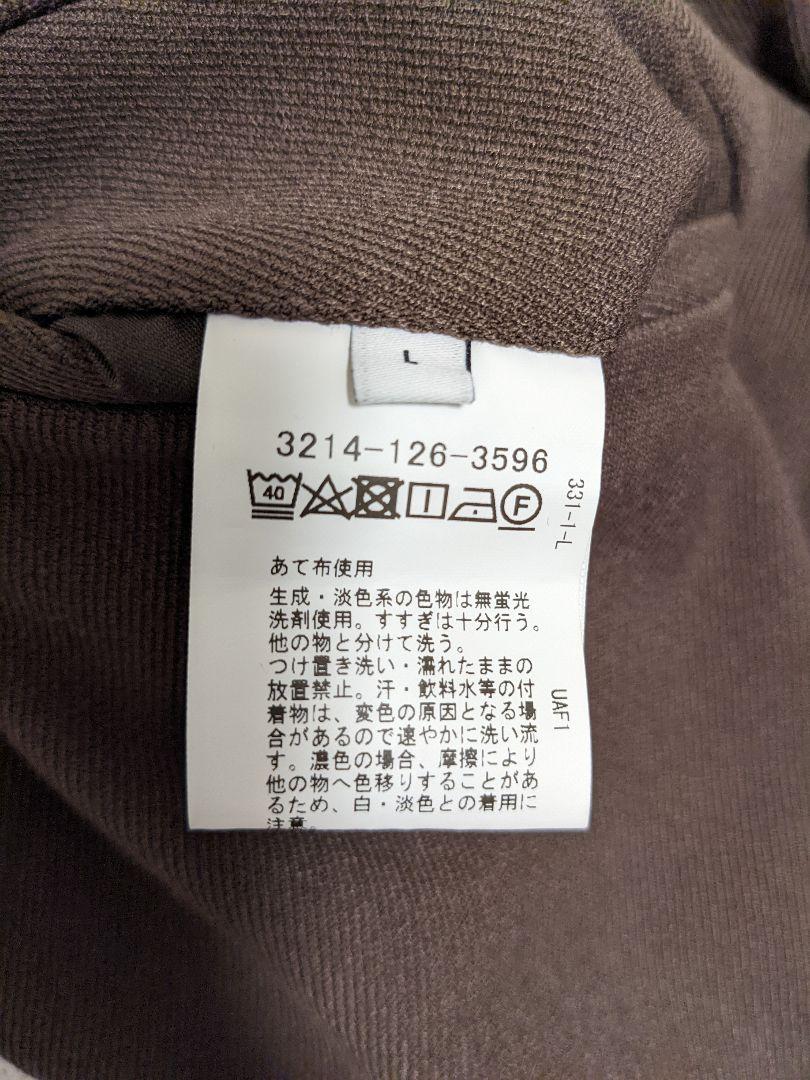 L
3214-126-3596
40
F
331-1-L
あて布使用
生成・淡色系の色物は無蛍光
洗剤使用。すすぎは十分行う。
他の物と分けて洗う。
つけ置き洗い・濡れたままの
放置禁止。汗・飲料水等の付
着物は、変色の原因となる場
合があるので速やかに洗い流
す。濃色の場合、摩擦により
他の物へ色移りすることがあ
るため、白・淡色との着用に
注意。
UAF1